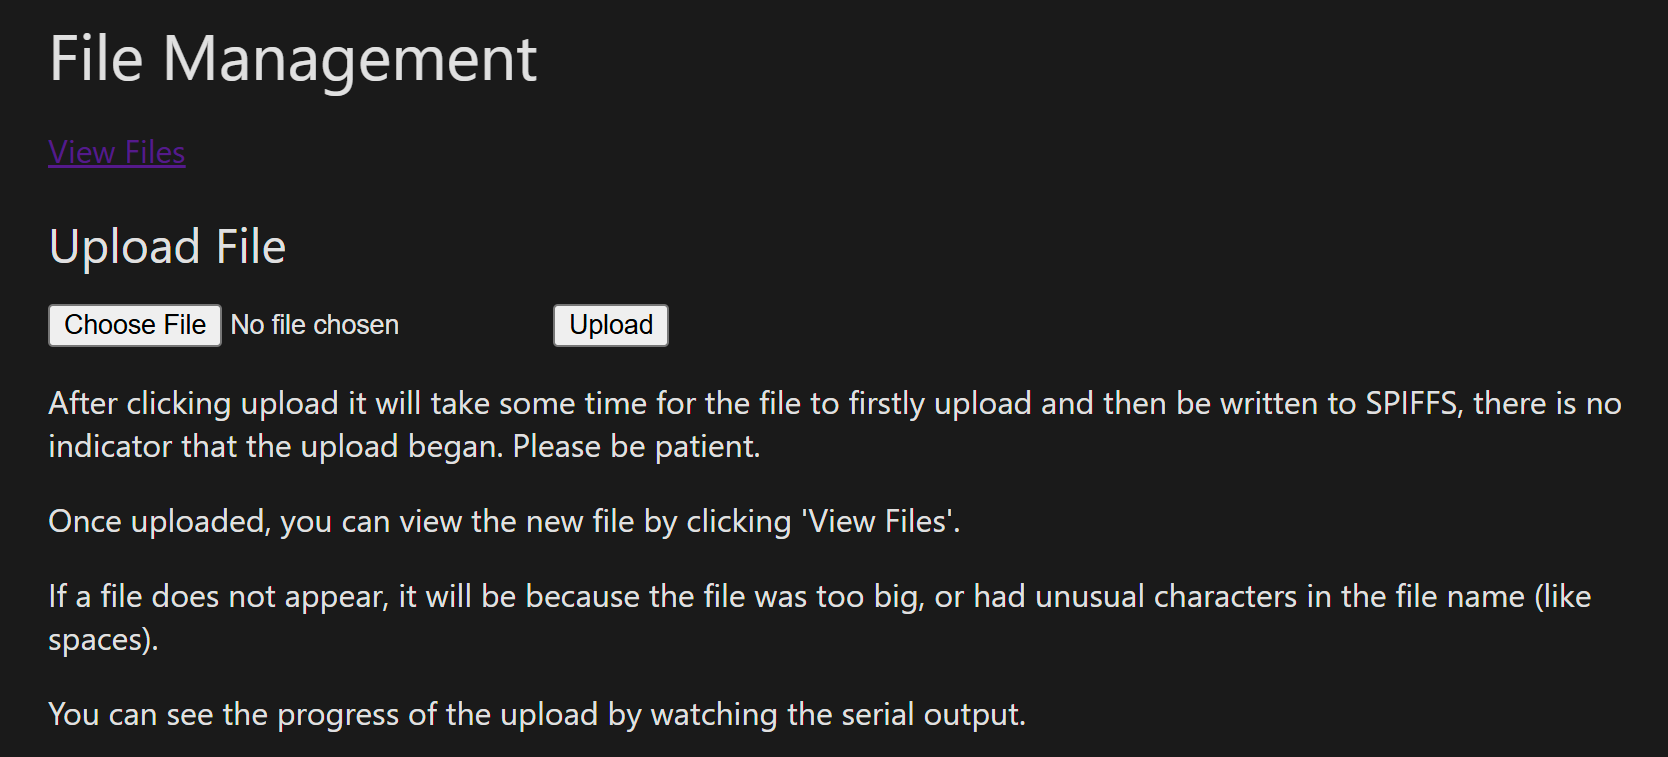 File Management
View Files
Upload File
Choose File No file chosen Upload
After clicking upload it will take some time for the file to firstly upload and then be written to SPIFFS, there is no
indicator that the upload began. Please be patient.
Once uploaded, you can view the new file by clicking 'View Files'.
If a file does not appear, it will be because the file was too big, or had unusual characters in the file name (like
spaces).
You can see the progress of the upload by watching the serial output.